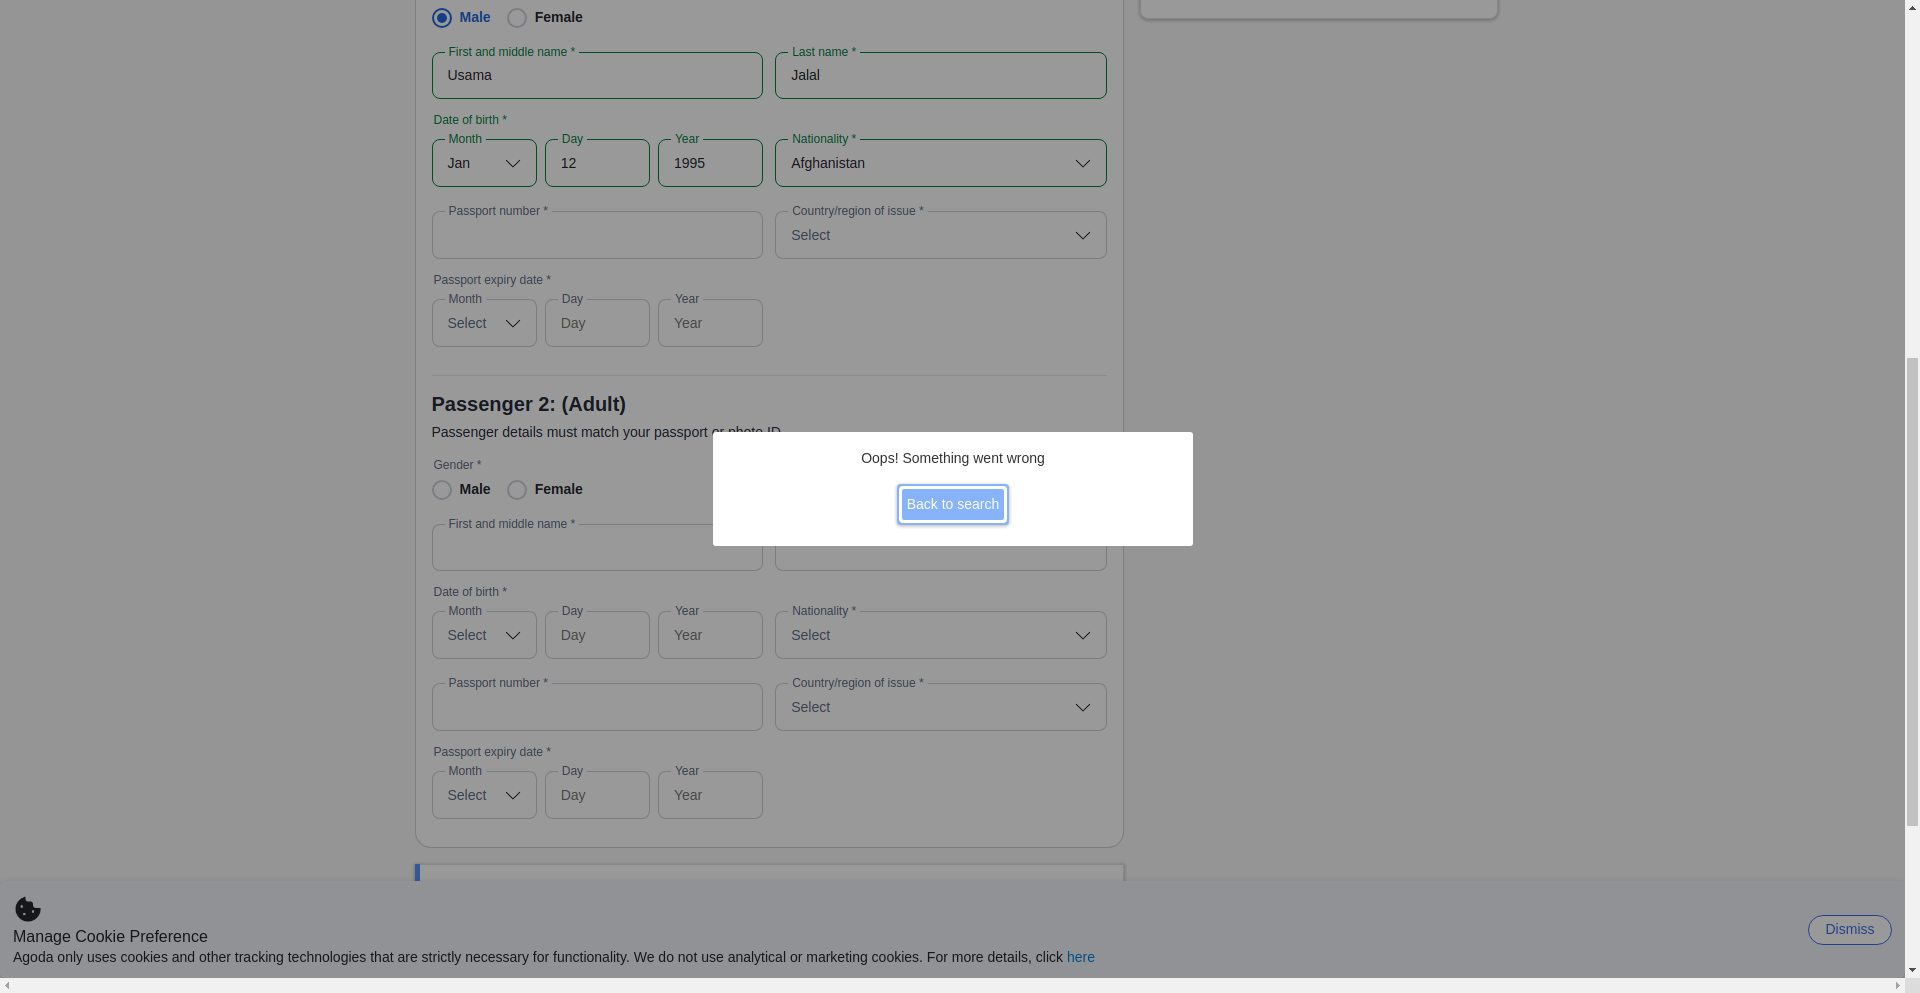 Male Female
First and middle name * Last name *
Usama Jalal
Date of birth *
Month Day Year Nationality *
Jan 12 1995 Afghanistan
Passport number * Country/region of issue *
Select
Passport expiry date *
Month Day Year
Select Day Year
Passenger 2: (Adult)
Passenger details must match your passport or photo ID
Oops! Something went wrong
Gender *
Male Female
Back to search
First and middle name *
Date of birth *
Month Day Year Nationality *
Select Day Year Select
Passport number * Country/region of issue *
Select
Passport expiry date *
Month Day Year
Select Day Year
Manage Cookie Preference
Dismiss
Agoda only uses cookies and other tracking technologies that are strictly necessary for functionality. We do not use analytical or marketing cookies. For more details, click here